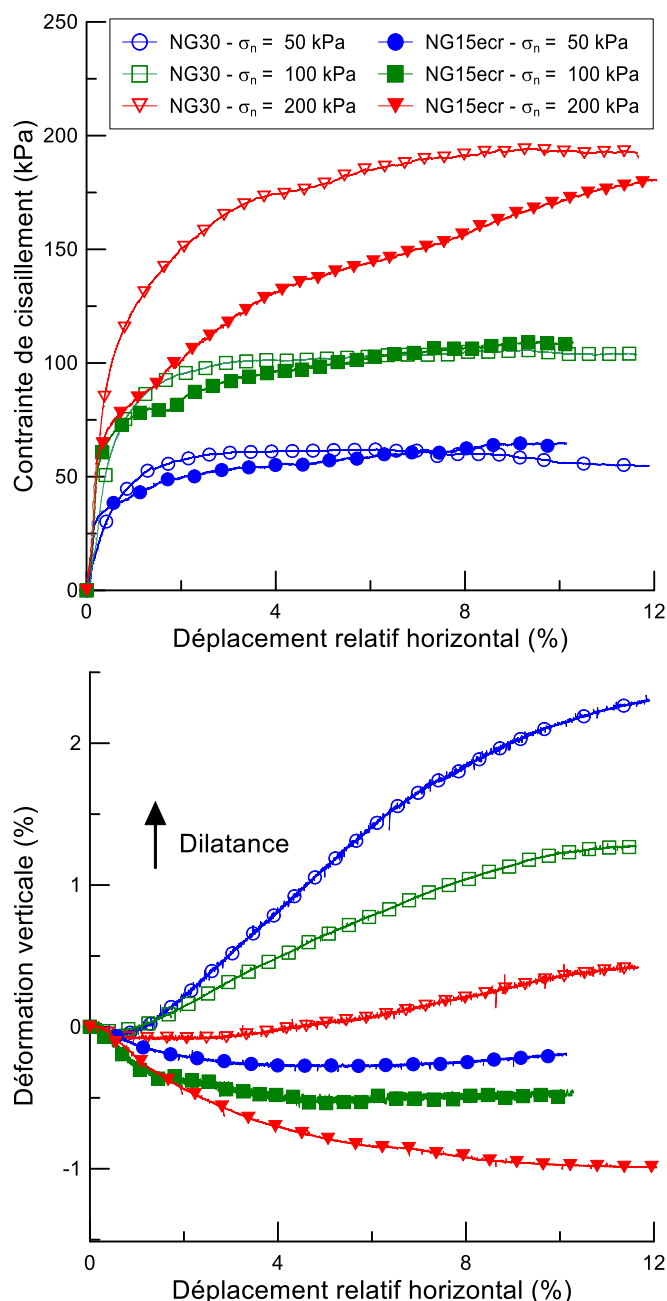 NG30 - σn = 50 kPa
NG15ecr - σn = 50 kPa
NG30 - σn = 100 kPa
NG15ecr - σn = 100 kPa
NG30 - σn = 200 kPa
NG15ecr - σn = 200 kPa
Contrainte de cisaillement (kPa)
250
200
150
100
50
0
0
4
8
12
Déplacement relatif horizontal (%)
Déformation verticale (%)
2
1
0
-1
Dilatance
0
4
8
12
Déplacement relatif horizontal (%)